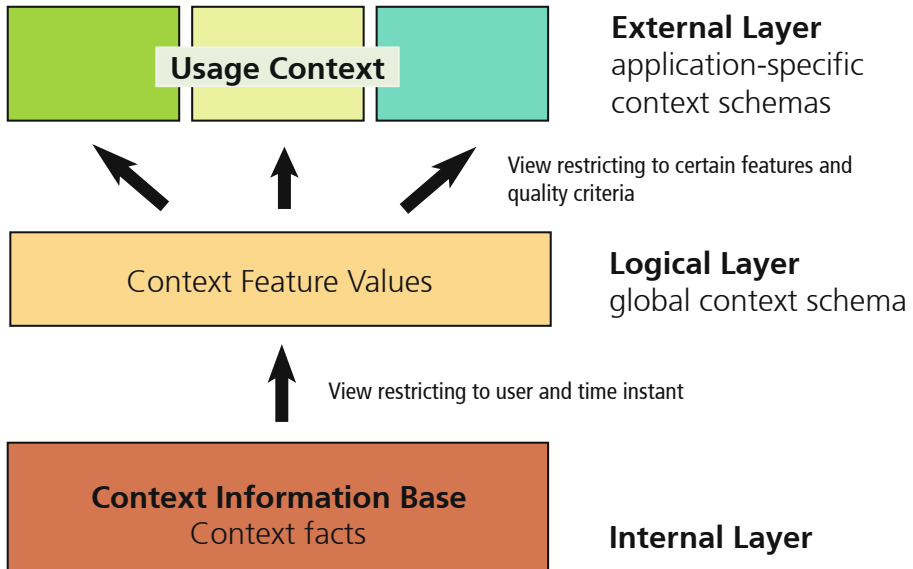 Usage Context
External Layer
application-specific
context schemas
View restricting to certain features and
quality criteria
Context Feature Values
Logical Layer
global context schema
View restricting to user and time instant
Context Information Base
Context facts
Internal Layer